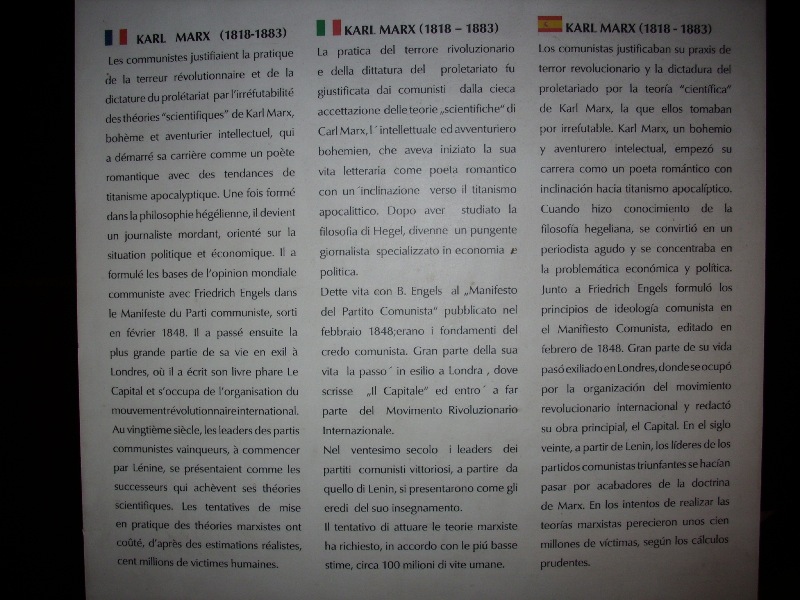 KARL MARX (1818-1883)
Les communistes justifiaient la pratique
de la terreur révolutionnaire et de la
dictature du prolétariat par l'irréfutabilité
des théories "scientifiques" de Karl Marx,
bohème et aventurier intellectuel, qui
a démarré sa carrière comme un poète
romantique avec des tendances de
titanisme apocalyptique. Une fois formé
dans la philosophie hégélienne, il devient
un journaliste mordant, orienté sur la
situation politique et économique. Il a
formulé les bases de l'opinion mondiale
communiste avec Friedrich Engels dans
le Manifeste du Parti communiste, sorti
en février 1848. Il a passé ensuite la
plus grande partie de sa vie en exil à
Londres, où il a écrit son livre phare Le
Capital et s'occupa de l'organisation du
mouvement révolutionnaire international.
Au vingtième siècle, les leaders des partis
communistes vainqueurs, à commencer
par Lénine, se présentaient comme les
successeurs qui achèvent ses théories
scientifiques. Les tentatives de mise
en pratique des théories marxistes ont
coûté, d'après des estimations réalistes,
cent millions de victimes humaines.
KARL MARX (1818 – 1883)
La pratica del terrore rivoluzionario
e della dittatura del proletariato fu
giustificata dai comunisti dalla cieca
accettazione delle teorie „scientifiche" di
Carl Marx, l´intellettuale ed avventuriero
bohemien, che aveva iniziato la sua
vita letteraria come poeta romantico
con un´inclinazione verso il titanismo
apocalittico. Dopo aver studiato la
filosofia di Hegel, divenne un pungente
giornalista specializzato in economia e
politica.
Dette vita con B. Engels al „Manifesto
del Partito Comunista" pubblicato nel
febbraio 1848;erano i fondamenti del
credo comunista. Gran parte della sua
vita la passo´ in esilio a Londra , dove
scrisse „Il Capitale" ed entro´ a far
parte del Movimento Rivoluzionario
Internazionale.
Nel ventesimo secolo i leaders dei
partiti comunisti vittoriosi, a partire da
quello di Lenin, si presentarono come gli
eredi del suo insegnamento.
Il tentativo di attuare le teorie marxiste
ha richiesto, in accordo con le piú basse
stime, circa 100 milioni di vite umane.
KARL MARX (1818 - 1883)
Los comunistas justificaban su praxis de
terror revolucionario y la dictadura del
proletariado por la teoría "científica"
de Karl Marx, la que ellos tomaban
por irrefutable. Karl Marx, un bohemio
y aventurero intelectual, empezó su
carrera como un poeta romántico con
inclinación hacia titanismo apocalíptico.
Cuando hizo conocimiento de la
filosofía hegeliana, se convirtió en un
periodista agudo y se concentraba en
la problemática económica y política.
Junto a Friedrich Engels formuló los
principios de ideología comunista en
el Manifiesto Comunista, editado en
febrero de 1848. Gran parte de su vida
pasó exiliado en Londres, donde se ocupó
por la organización del movimiento
revolucionario internacional y redactó
su obra principal, el Capital. En el siglo
veinte, a partir de Lenin, los líderes de los
partidos comunistas triunfantes se hacían
pasar por acabadores de la doctrina
de Marx. En los intentos de realizar las
teorías marxistas perecieron unos cien
millones de víctimas, según los cálculos
prudentes.